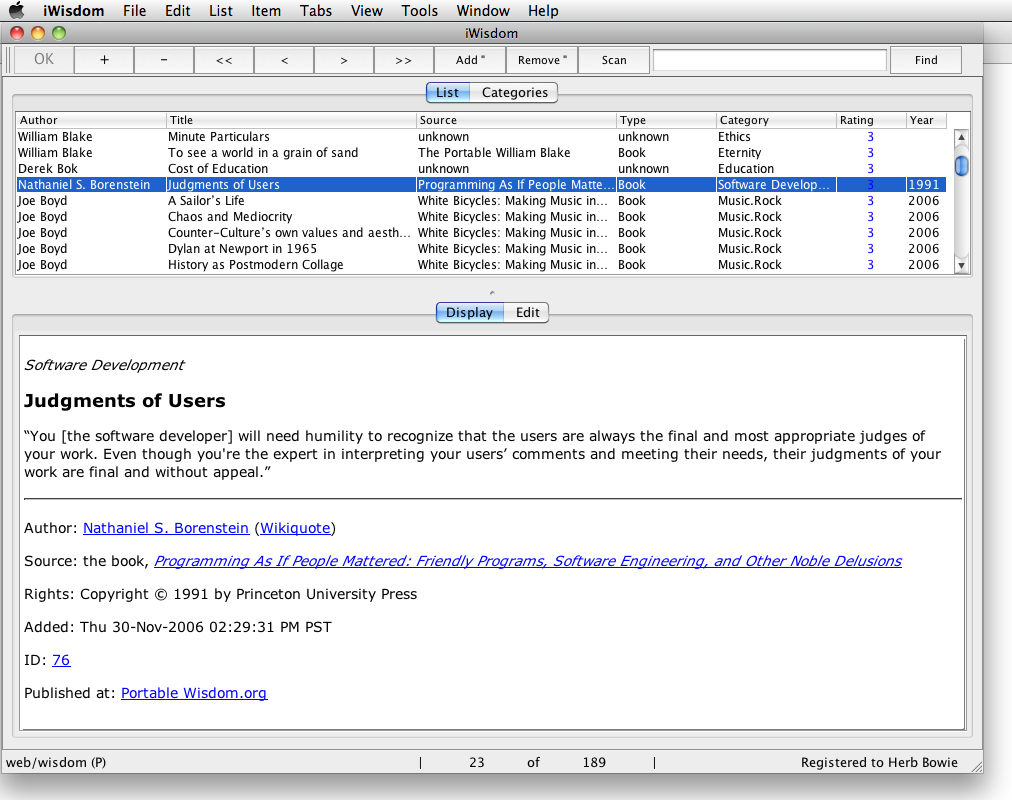 iWisdom File Edit List Item Tabs View Tools Window Help
iWisdom
OK + − << < > >> Add " Remove " Scan Find
List Categories
Author Title Source Type Category Rating Year
William Blake Minute Particulars unknown unknown Ethics 3
William Blake To see a world in a grain of sand The Portable William Blake Book Eternity 3
Derek Bok Cost of Education unknown unknown Education 3
Nathaniel S. Borenstein Judgments of Users Programming As If People Matte... Book Software Develop... 3 1991
Joe Boyd A Sailor’s Life White Bicycles: Making Music in... Book Music.Rock 3 2006
Joe Boyd Chaos and Mediocrity White Bicycles: Making Music in... Book Music.Rock 3 2006
Joe Boyd Counter-Culture’s own values and aesth... White Bicycles: Making Music in... Book Music.Rock 3 2006
Joe Boyd Dylan at Newport in 1965 White Bicycles: Making Music in... Book Music.Rock 3 2006
Joe Boyd History as Postmodern Collage White Bicycles: Making Music in... Book Music.Rock 3 2006
Display Edit
Software Development
Judgments of Users
“You [the software developer] will need humility to recognize that the users are always the final and most appropriate judges of
your work. Even though you're the expert in interpreting your users’ comments and meeting their needs, their judgments of your
work are final and without appeal.”
Author: Nathaniel S. Borenstein (Wikiquote)
Source: the book, Programming As If People Mattered: Friendly Programs, Software Engineering, and Other Noble Delusions
Rights: Copyright © 1991 by Princeton University Press
Added: Thu 30-Nov-2006 02:29:31 PM PST
ID: 76
Published at: Portable Wisdom.org
web/wisdom (P) | 23 of 189 | Registered to Herb Bowie